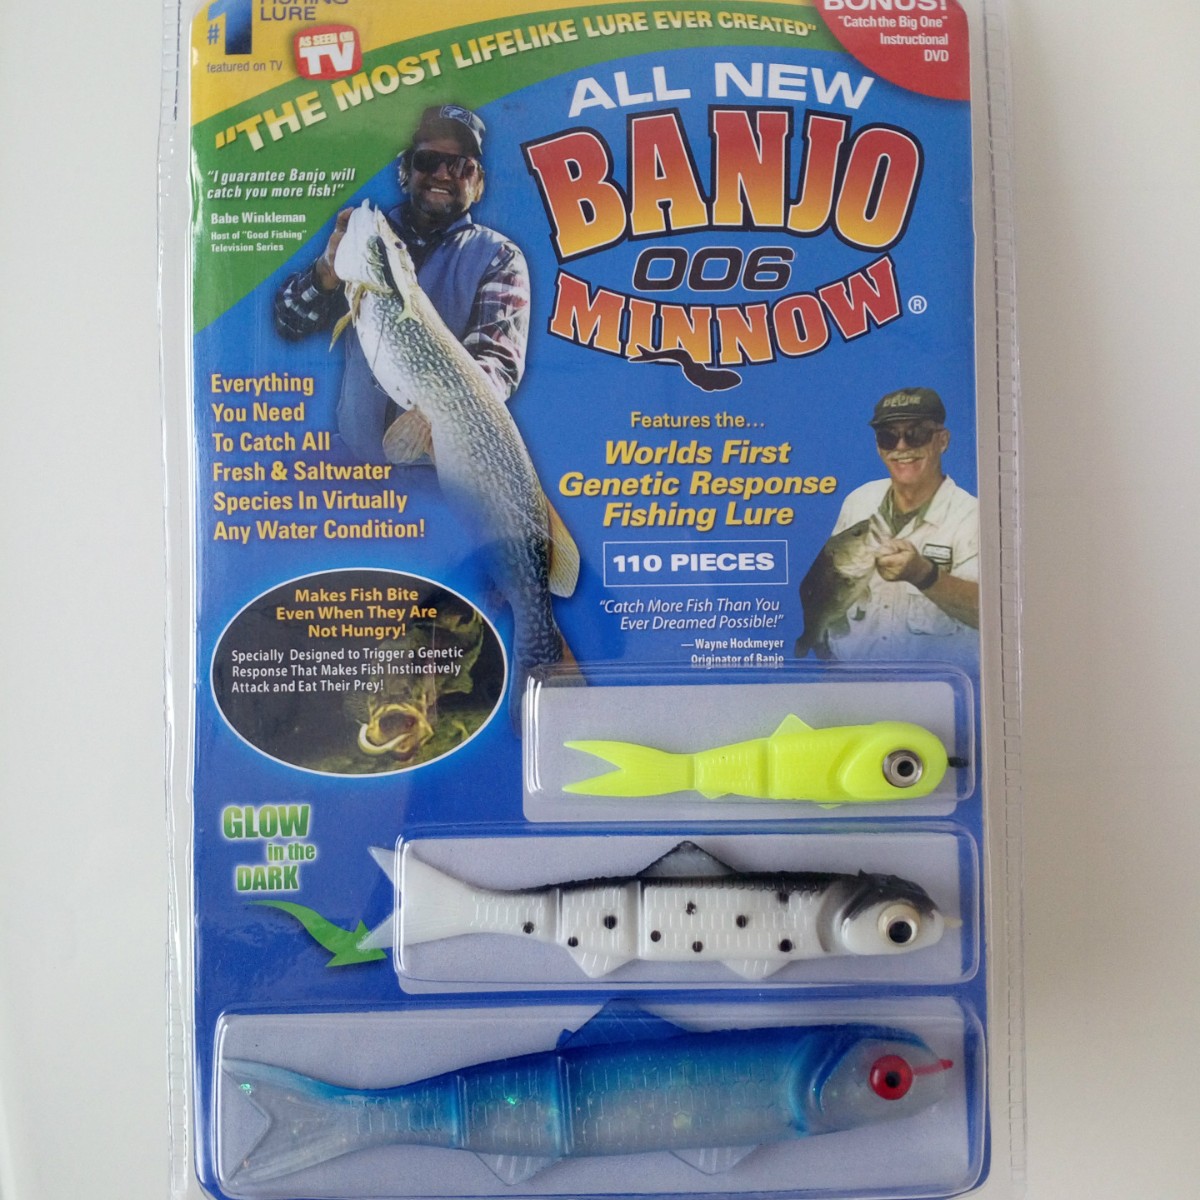 #1 FISHING
LURE
featured on TV
AS SEEN ON
TV
BONUS!
"Catch the Big One"
Instructional
DVD
"THE MOST LIFELIKE LURE EVER CREATED"
ALL NEW
BANJO
006
MINNOW®
"I guarantee Banjo will
catch you more fish!"
Babe Winkleman
Host of "Good Fishing"
Television Series
Everything
You Need
To Catch All
Fresh & Saltwater
Species In Virtually
Any Water Condition!
Features the...
Worlds First
Genetic Response
Fishing Lure
110 PIECES
"Catch More Fish Than You
Ever Dreamed Possible!"
—Wayne Hockmeyer
Originator of Banjo
Makes Fish Bite
Even When They Are
Not Hungry!
Specially Designed to Trigger a Genetic
Response That Makes Fish Instinctively
Attack and Eat Their Prey!
GLOW
in the
DARK